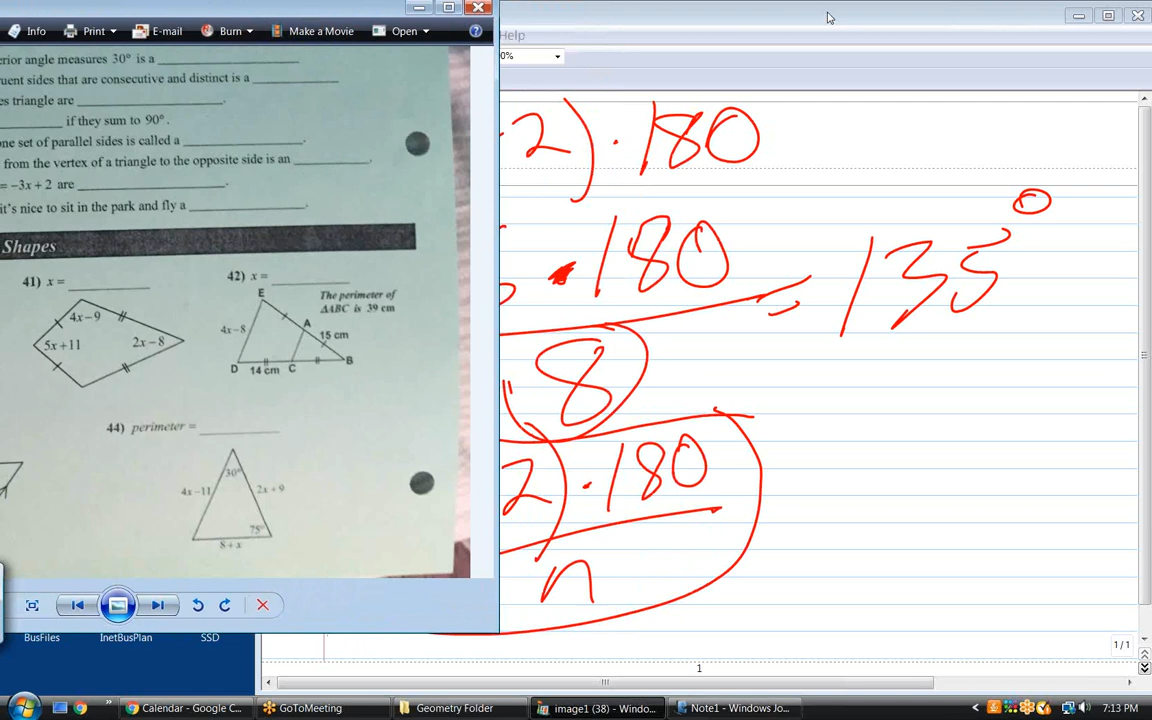 Info Print E-mail Burn Make a Movie Open
Help
0%
erior angle measures 30° is a
uent sides that are consecutive and distinct is a
es triangle are
if they sum to 90°.
one set of parallel sides is called a
from the vertex of a triangle to the opposite side is an
= −3x + 2 are
it's nice to sit in the park and fly a
Shapes
41) x =
4x−9
5x+11
2x−8
42) x =
The perimeter of
ΔABC is 39 cm
E
4x−8
A
15 cm
B
D
14 cm
C
44) perimeter =
30°
4x−11
2x+9
75°
8+x
2) · 180
· 180 = 135°
8
2) · 180
n
1 / 1
1
BusFiles InetBusPlan SSD
Calendar - Google C... GoToMeeting Geometry Folder image1 (38) - Windo... Note1 - Windows Jo... 7:13 PM